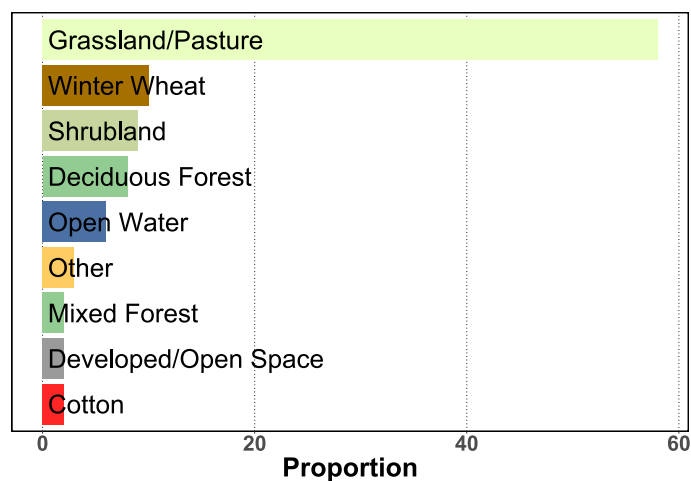 Grassland/Pasture
Winter Wheat
Shrubland
Deciduous Forest
Open Water
Other
Mixed Forest
Developed/Open Space
Cotton
0 20 40 60
Proportion